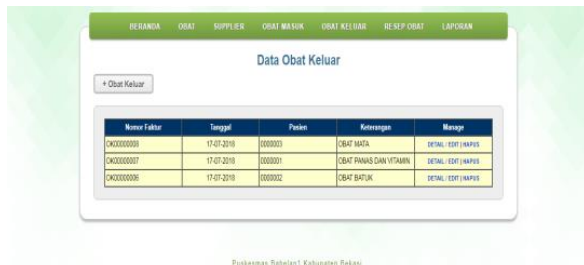 BERANDA OBAT SUPPLIER OBAT MASUK OBAT KELUAR RESEP OBAT LAPORAN
Data Obat Keluar
+ Obat Keluar
Nomor Faktur Tanggal Pasien Keterangan Manage
OK00000008 17-07-2018 0000003 OBAT MATA DETAIL / EDIT | HAPUS
OK00000007 17-07-2018 0000001 OBAT PANAS DAN VITAMIN DETAIL / EDIT | HAPUS
OK00000006 17-07-2018 0000002 OBAT BATUK DETAIL / EDIT | HAPUS
Puskesmas Babelan1 Kabupaten Bekasi